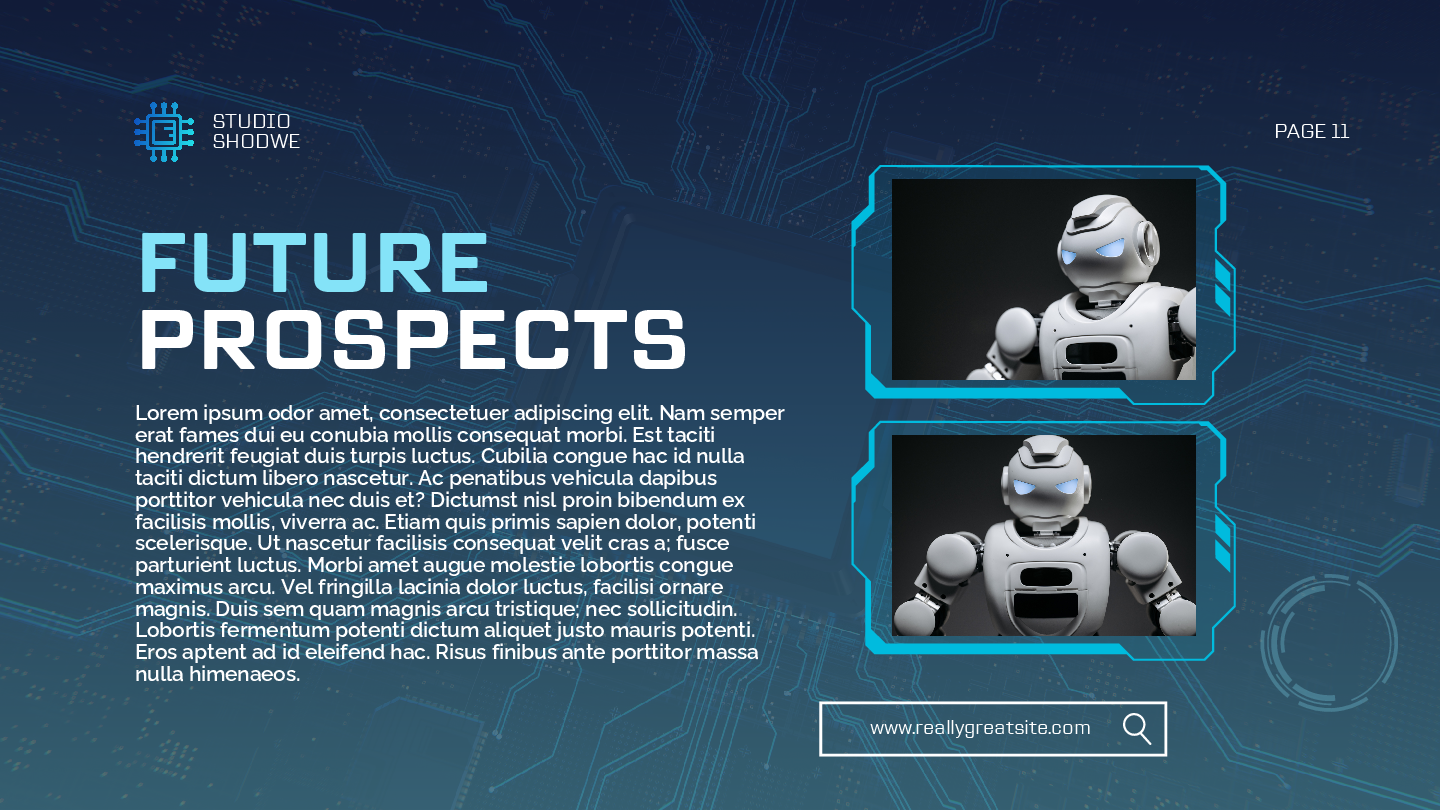 STUDIO
SHODWE
PAGE 11
FUTURE
PROSPECTS
Lorem ipsum odor amet, consectetuer adipiscing elit. Nam semper
erat fames dui eu conubia mollis consequat morbi. Est taciti
hendrerit feugiat duis turpis luctus. Cubilia congue hac id nulla
taciti dictum libero nascetur. Ac penatibus vehicula dapibus
porttitor vehicula nec duis et? Dictumst nisl proin bibendum ex
facilisis mollis, viverra ac. Etiam quis primis sapien dolor, potenti
scelerisque. Ut nascetur facilisis consequat velit cras a; fusce
parturient luctus. Morbi amet augue molestie lobortis congue
maximus arcu. Vel fringilla lacinia dolor luctus, facilisi ornare
magnis. Duis sem quam magnis arcu tristique; nec sollicitudin.
Lobortis fermentum potenti dictum aliquet justo mauris potenti.
Eros aptent ad id eleifend hac. Risus finibus ante porttitor massa
nulla himenaeos.
www.reallygreatsite.com